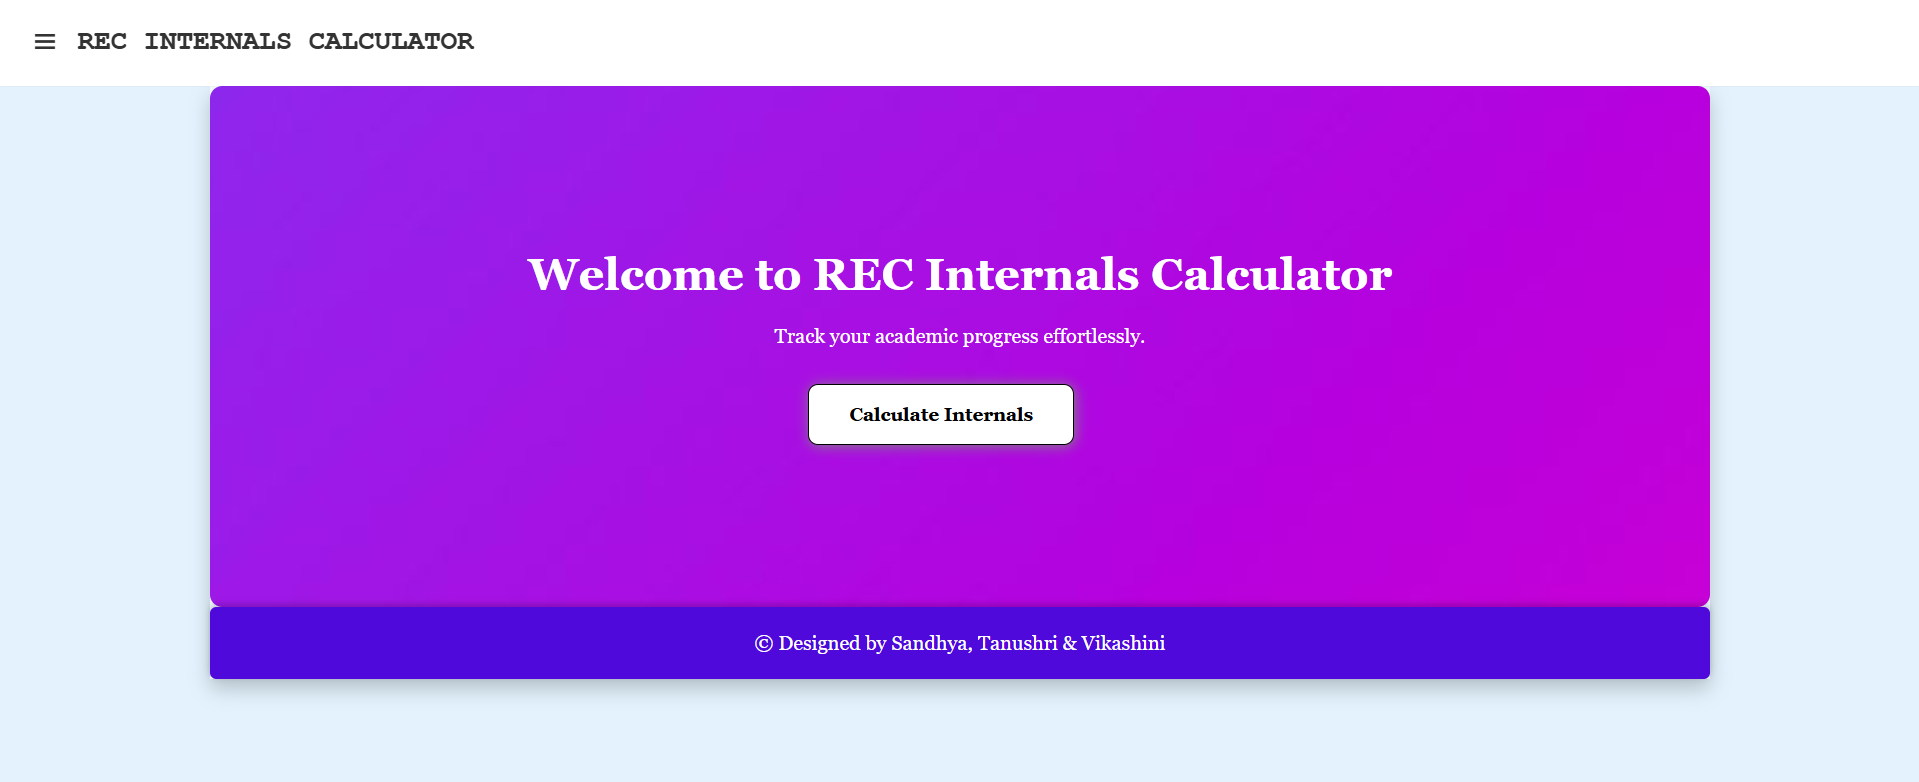 REC INTERNALS CALCULATOR
Welcome to REC Internals Calculator
Track your academic progress effortlessly.
Calculate Internals
© Designed by Sandhya, Tanushri & Vikashini